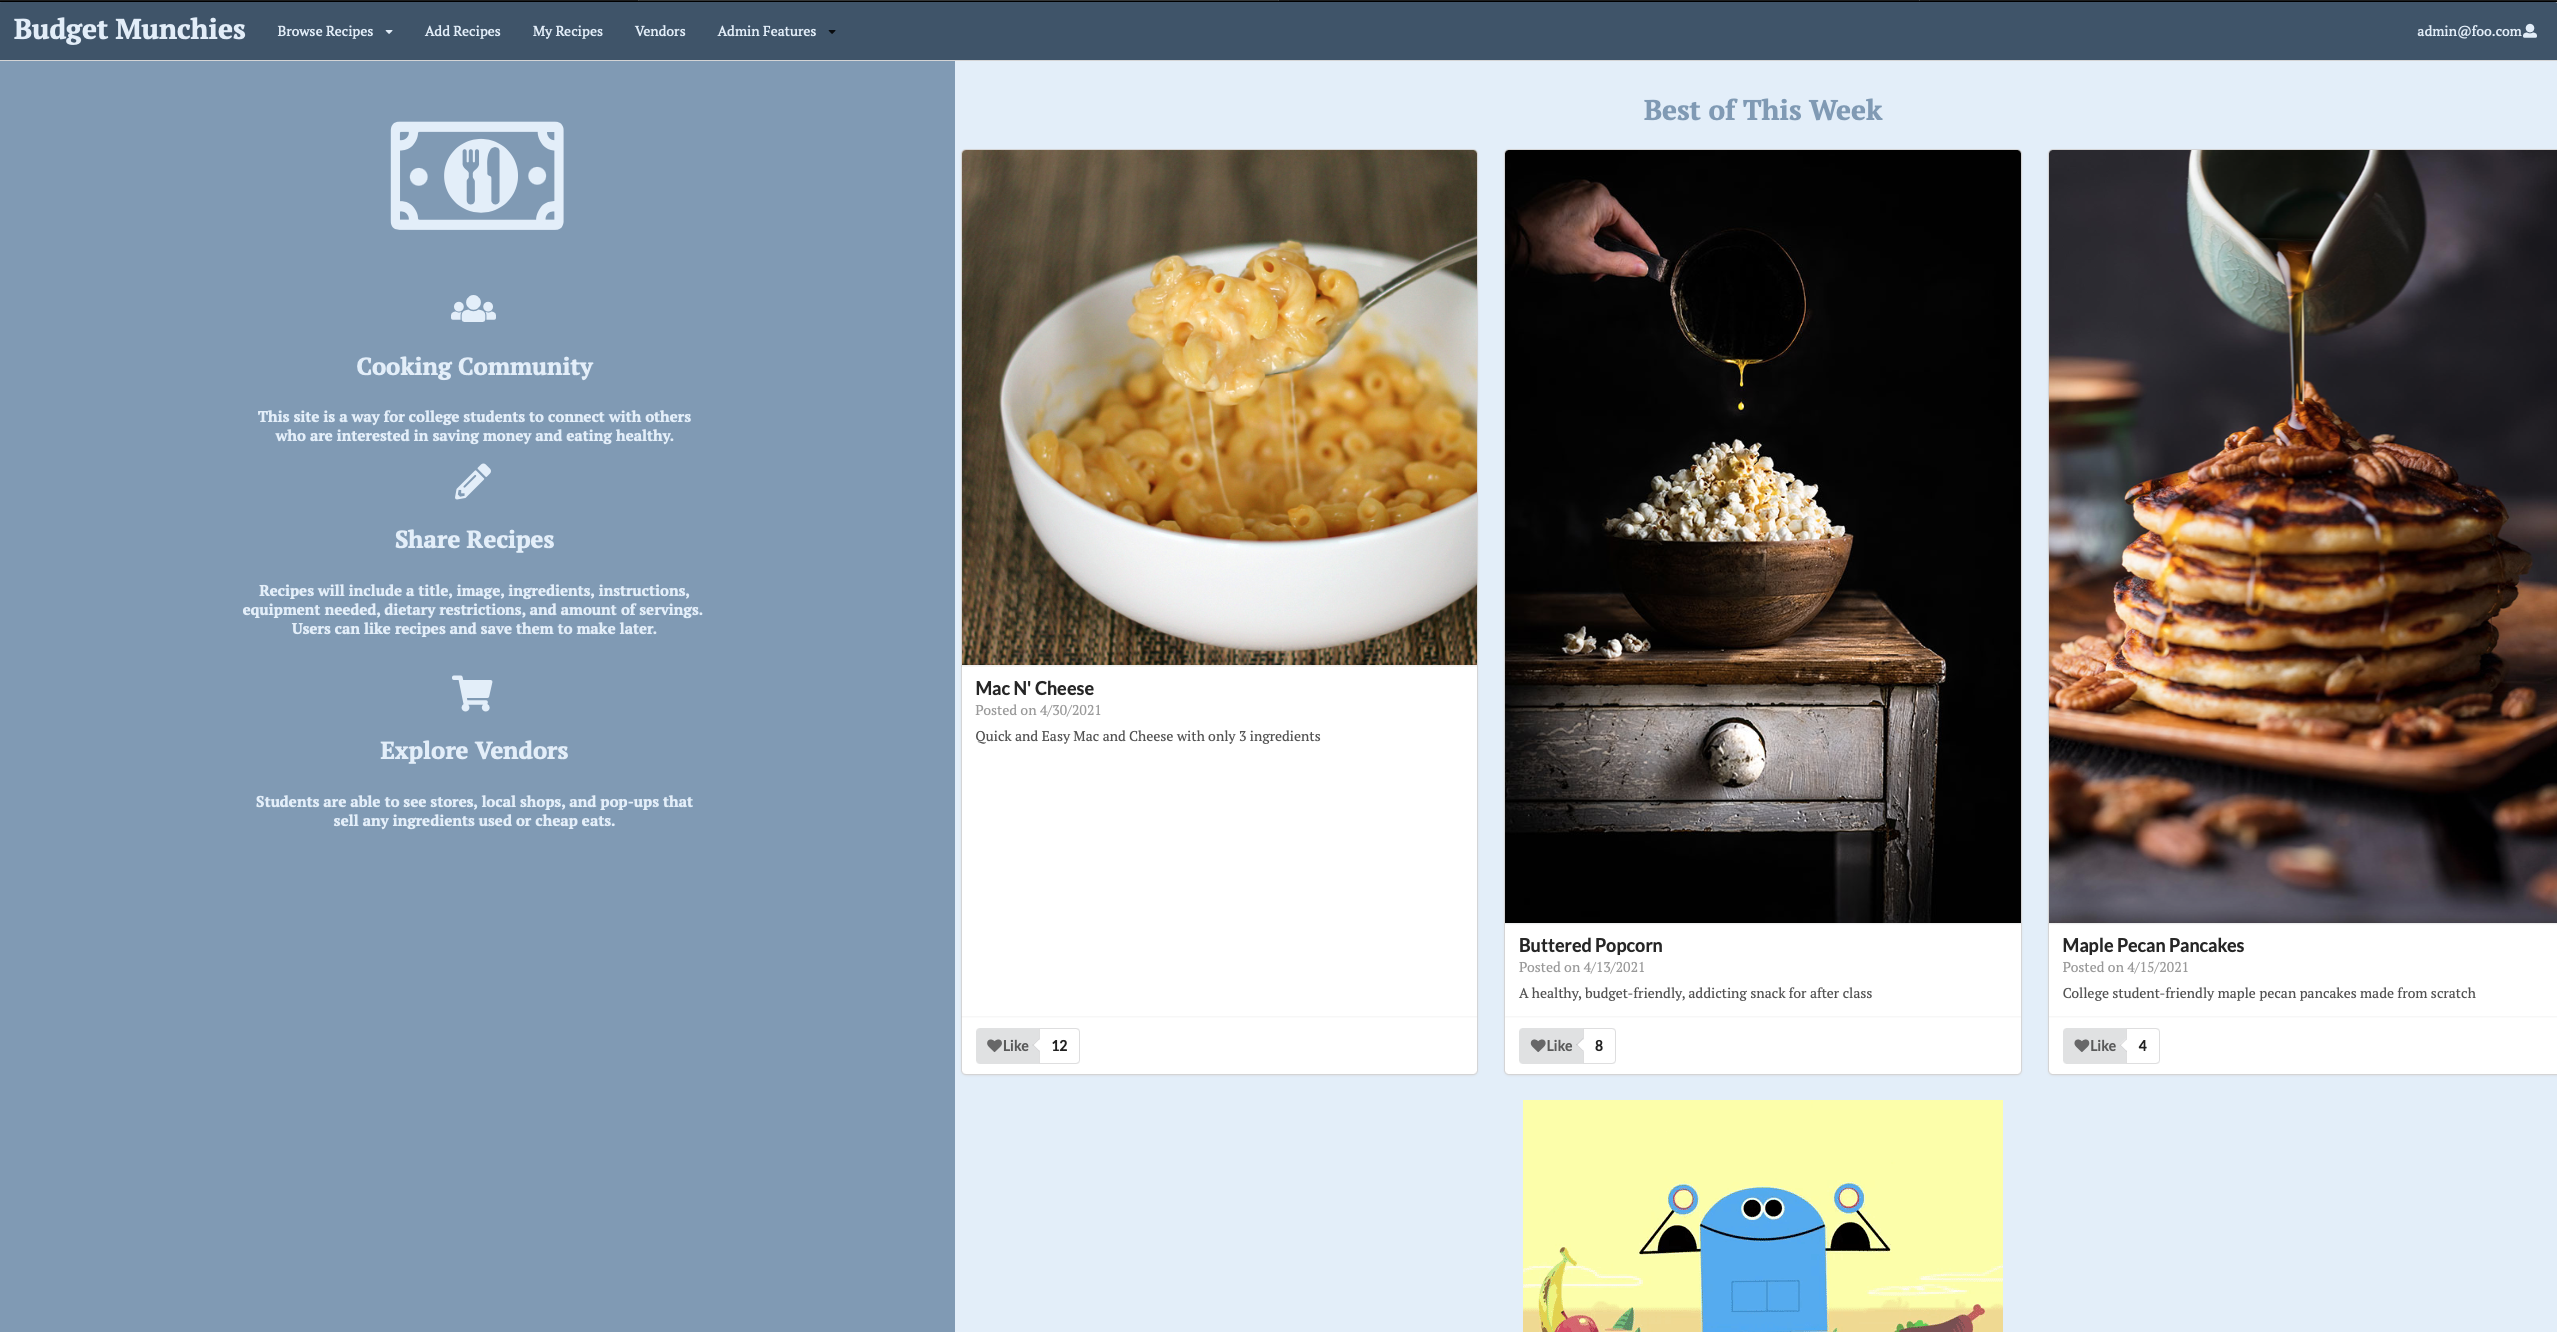 Budget Munchies
Browse Recipes
Add Recipes
My Recipes
Vendors
Admin Features
admin@foo.com
Cooking Community
This site is a way for college students to connect with others
who are interested in saving money and eating healthy.
Share Recipes
Recipes will include a title, image, ingredients, instructions,
equipment needed, dietary restrictions, and amount of servings.
Users can like recipes and save them to make later.
Explore Vendors
Students are able to see stores, local shops, and pop-ups that
sell any ingredients used or cheap eats.
Best of This Week
Mac N' Cheese
Posted on 4/30/2021
Quick and Easy Mac and Cheese with only 3 ingredients
Like 12
Buttered Popcorn
Posted on 4/13/2021
A healthy, budget-friendly, addicting snack for after class
Like 8
Maple Pecan Pancakes
Posted on 4/15/2021
College student-friendly maple pecan pancakes made from scratch
Like 4